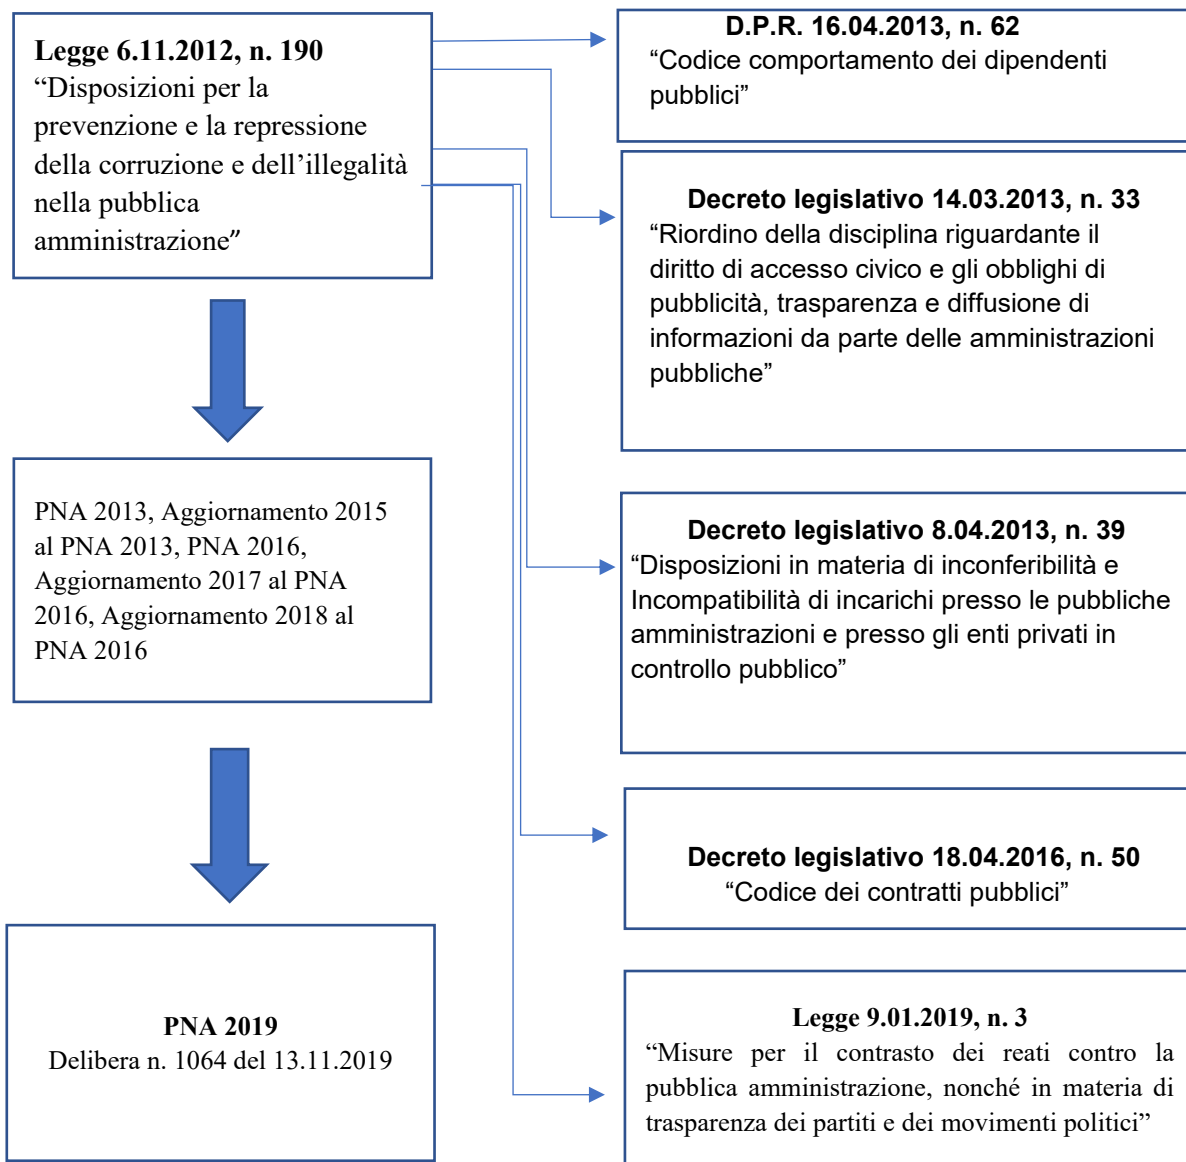 Legge 6.11.2012, n. 190
“Disposizioni per la
prevenzione e la repressione
della corruzione e dell’illegalità
nella pubblica
amministrazione”
PNA 2013, Aggiornamento 2015
al PNA 2013, PNA 2016,
Aggiornamento 2017 al PNA
2016, Aggiornamento 2018 al
PNA 2016
PNA 2019
Delibera n. 1064 del 13.11.2019
D.P.R. 16.04.2013, n. 62
“Codice comportamento dei dipendenti
pubblici”
Decreto legislativo 14.03.2013, n. 33
“Riordino della disciplina riguardante il
diritto di accesso civico e gli obblighi di
pubblicità, trasparenza e diffusione di
informazioni da parte delle amministrazioni
pubbliche”
Decreto legislativo 8.04.2013, n. 39
“Disposizioni in materia di inconferibilità e
Incompatibilità di incarichi presso le pubbliche
amministrazioni e presso gli enti privati in
controllo pubblico”
Decreto legislativo 18.04.2016, n. 50
“Codice dei contratti pubblici”
Legge 9.01.2019, n. 3
“Misure per il contrasto dei reati contro la
pubblica amministrazione, nonché in materia di
trasparenza dei partiti e dei movimenti politici”